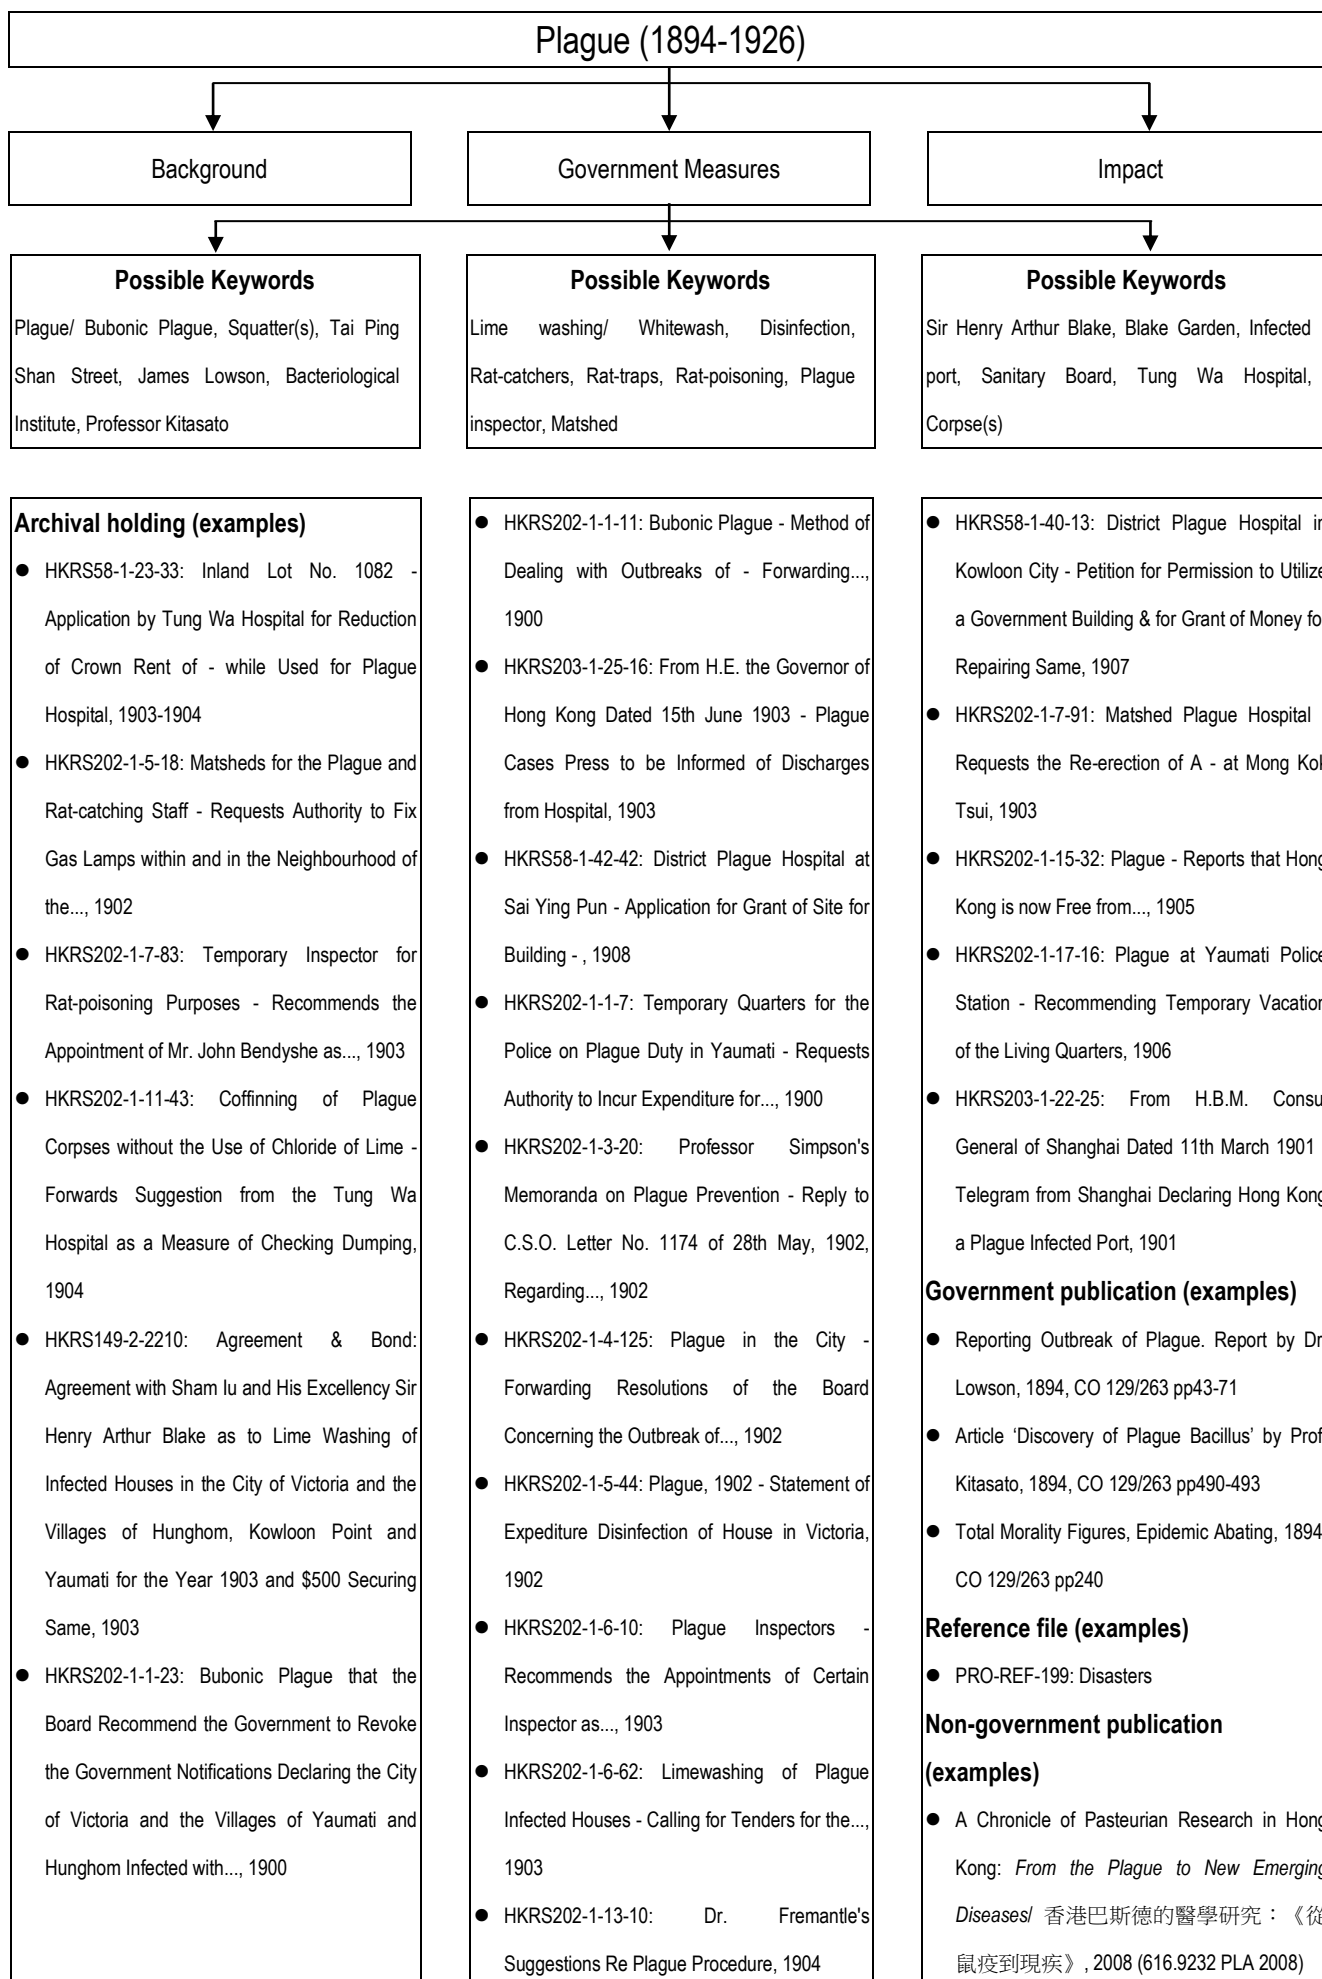 Plague (1894-1926)
Background
Government Measures
Impact
Possible Keywords
Plague/ Bubonic Plague, Squatter(s), Tai Ping
Shan Street, James Lowson, Bacteriological
Institute, Professor Kitasato
Possible Keywords
Lime washing/ Whitewash, Disinfection,
Rat-catchers, Rat-traps, Rat-poisoning, Plague
inspector, Matshed
Possible Keywords
Sir Henry Arthur Blake, Blake Garden, Infected
port, Sanitary Board, Tung Wa Hospital,
Corpse(s)
Archival holding (examples)
● HKRS58-1-23-33: Inland Lot No. 1082 -
Application by Tung Wa Hospital for Reduction
of Crown Rent of - while Used for Plague
Hospital, 1903-1904
● HKRS202-1-5-18: Matsheds for the Plague and
Rat-catching Staff - Requests Authority to Fix
Gas Lamps within and in the Neighbourhood of
the..., 1902
● HKRS202-1-7-83: Temporary Inspector for
Rat-poisoning Purposes - Recommends the
Appointment of Mr. John Bendyshe as..., 1903
● HKRS202-1-11-43: Coffinning of Plague
Corpses without the Use of Chloride of Lime -
Forwards Suggestion from the Tung Wa
Hospital as a Measure of Checking Dumping,
1904
● HKRS149-2-2210: Agreement & Bond:
Agreement with Sham Iu and His Excellency Sir
Henry Arthur Blake as to Lime Washing of
Infected Houses in the City of Victoria and the
Villages of Hunghom, Kowloon Point and
Yaumati for the Year 1903 and $500 Securing
Same, 1903
● HKRS202-1-1-23: Bubonic Plague that the
Board Recommend the Government to Revoke
the Government Notifications Declaring the City
of Victoria and the Villages of Yaumati and
Hunghom Infected with..., 1900
● HKRS202-1-1-11: Bubonic Plague - Method of
Dealing with Outbreaks of - Forwarding...,
1900
● HKRS203-1-25-16: From H.E. the Governor of
Hong Kong Dated 15th June 1903 - Plague
Cases Press to be Informed of Discharges
from Hospital, 1903
● HKRS58-1-42-42: District Plague Hospital at
Sai Ying Pun - Application for Grant of Site for
Building - , 1908
● HKRS202-1-1-7: Temporary Quarters for the
Police on Plague Duty in Yaumati - Requests
Authority to Incur Expenditure for..., 1900
● HKRS202-1-3-20: Professor Simpson's
Memoranda on Plague Prevention - Reply to
C.S.O. Letter No. 1174 of 28th May, 1902,
Regarding..., 1902
● HKRS202-1-4-125: Plague in the City -
Forwarding Resolutions of the Board
Concerning the Outbreak of..., 1902
● HKRS202-1-5-44: Plague, 1902 - Statement of
Expediture Disinfection of House in Victoria,
1902
● HKRS202-1-6-10: Plague Inspectors -
Recommends the Appointments of Certain
Inspector as..., 1903
● HKRS202-1-6-62: Limewashing of Plague
Infected Houses - Calling for Tenders for the...,
1903
● HKRS202-1-13-10: Dr. Fremantle's
Suggestions Re Plague Procedure, 1904
● HKRS58-1-40-13: District Plague Hospital in
Kowloon City - Petition for Permission to Utilize
a Government Building & for Grant of Money fo
Repairing Same, 1907
● HKRS202-1-7-91: Matshed Plague Hospital
Requests the Re-erection of A - at Mong Kok
Tsui, 1903
● HKRS202-1-15-32: Plague - Reports that Hong
Kong is now Free from..., 1905
● HKRS202-1-17-16: Plague at Yaumati Police
Station - Recommending Temporary Vacation
of the Living Quarters, 1906
● HKRS203-1-22-25: From H.B.M. Consu
General of Shanghai Dated 11th March 1901
Telegram from Shanghai Declaring Hong Kong
a Plague Infected Port, 1901
Government publication (examples)
● Reporting Outbreak of Plague. Report by Dr
Lowson, 1894, CO 129/263 pp43-71
● Article ‘Discovery of Plague Bacillus’ by Prof
Kitasato, 1894, CO 129/263 pp490-493
● Total Morality Figures, Epidemic Abating, 1894
CO 129/263 pp240
Reference file (examples)
● PRO-REF-199: Disasters
Non-government publication
(examples)
● A Chronicle of Pasteurian Research in Hong
Kong: From the Plague to New Emerging
Diseases/ 香港巴斯德的醫學研究：《從
鼠疫到現疾》, 2008 (616.9232 PLA 2008)